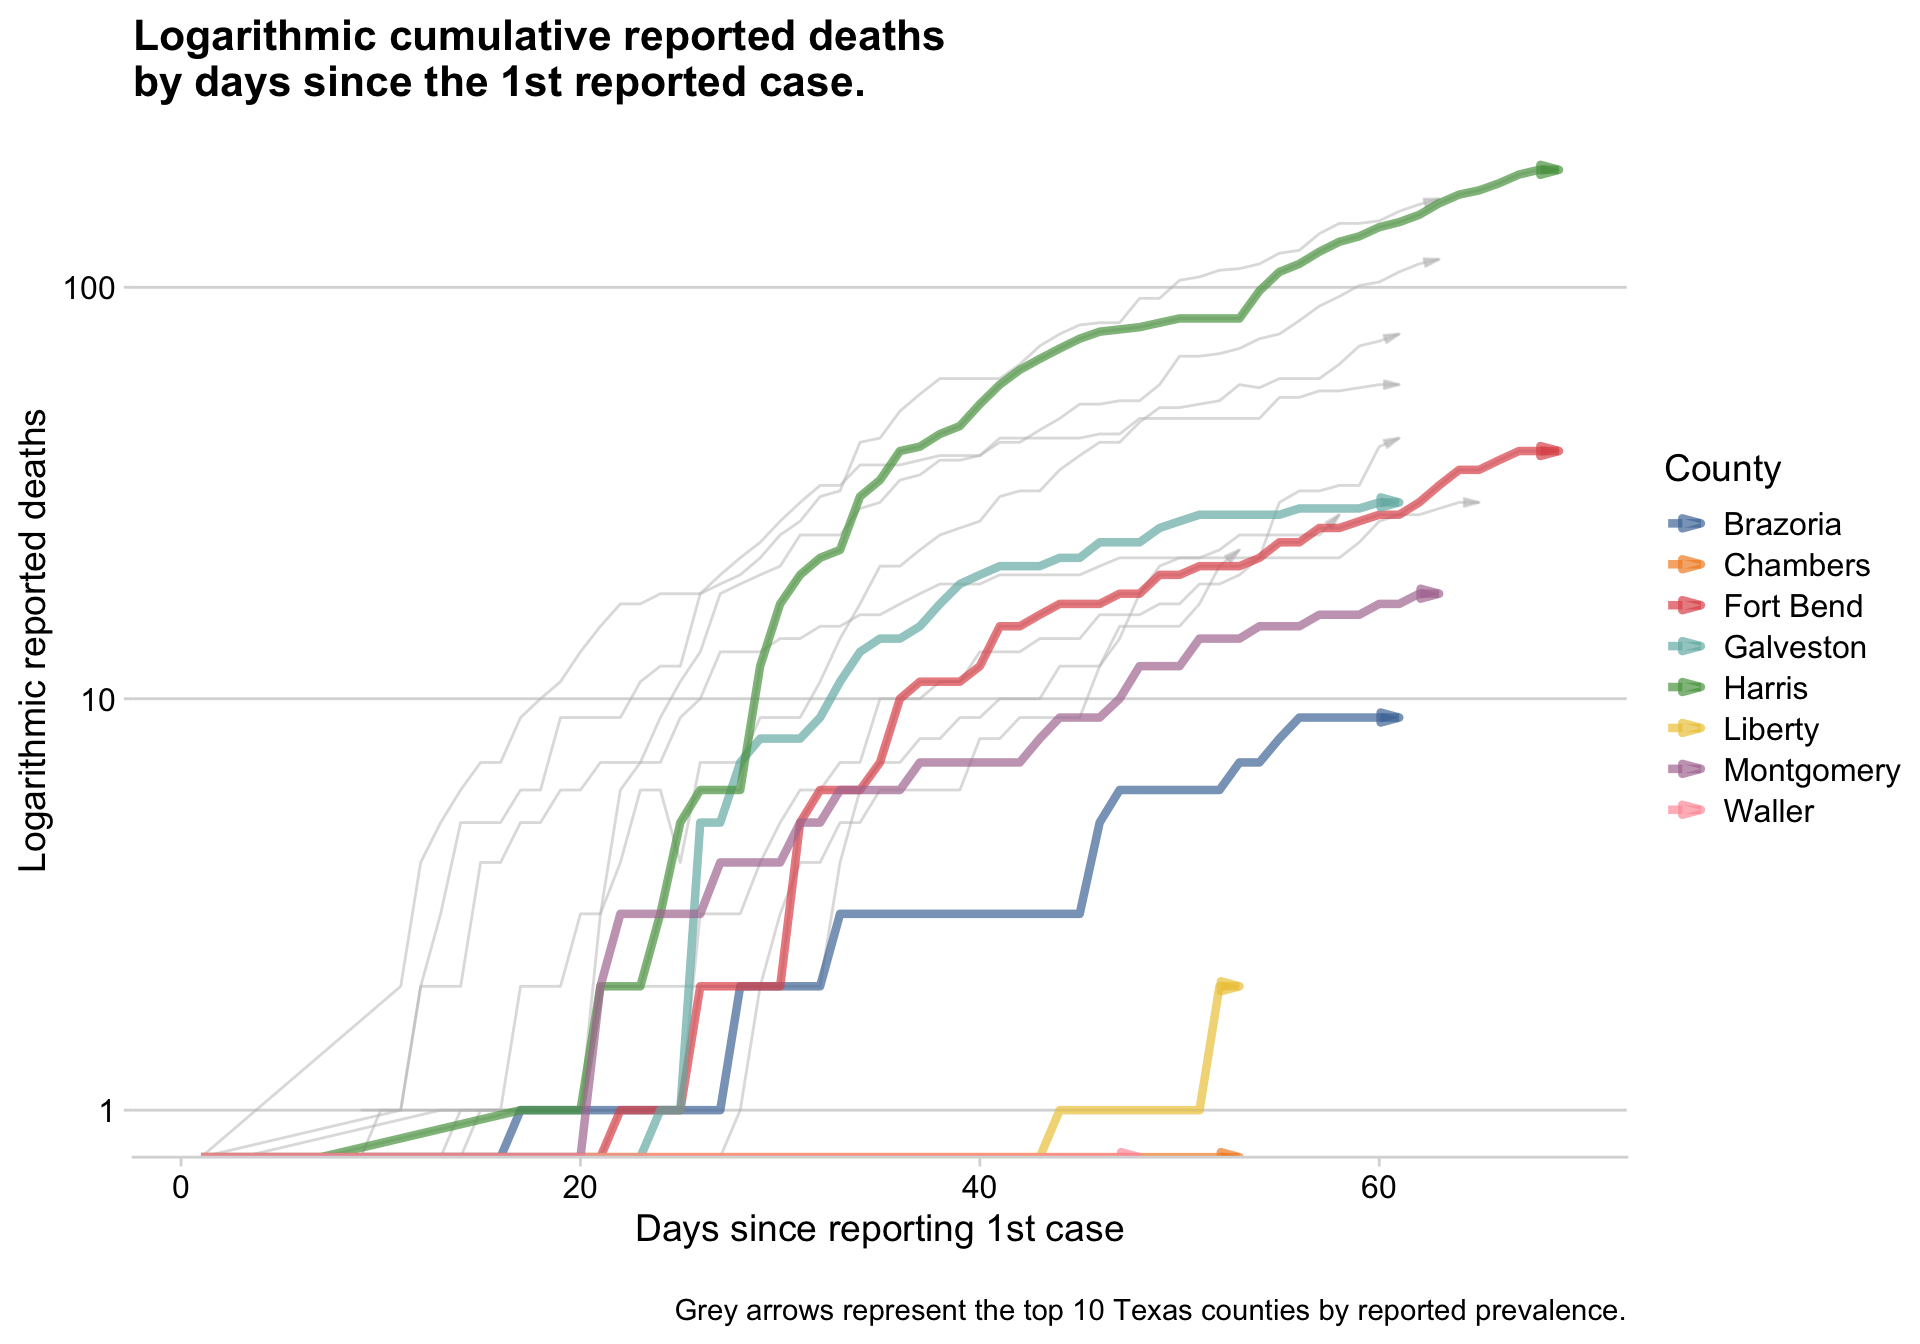 Logarithmic cumulative reported deaths
by days since the 1st reported case.
Logarithmic reported deaths
100
10
1
0
20
40
60
Days since reporting 1st case
County
Brazoria
Chambers
Fort Bend
Galveston
Harris
Liberty
Montgomery
Waller
Grey arrows represent the top 10 Texas counties by reported prevalence.